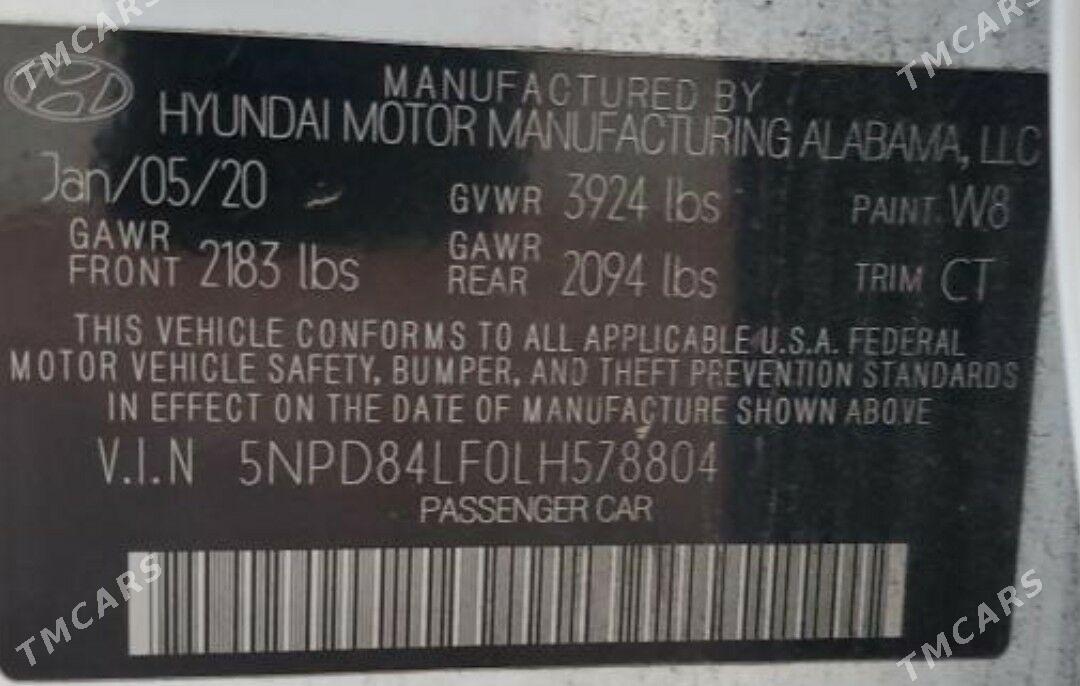 TMCARS TMCARS
MANUFACTURED BY
HYUNDAI MOTOR MANUFACTURING ALABAMA, LLC
Jan/05/20 GVWR 3924 lbs PAINT W8
GAWR FRONT 2183 lbs GAWR REAR 2094 lbs TRIM CT
THIS VEHICLE CONFORMS TO ALL APPLICABLE U.S.A. FEDERAL
MOTOR VEHICLE SAFETY, BUMPER, AND THEFT PREVENTION STANDARDS
IN EFFECT ON THE DATE OF MANUFACTURE SHOWN ABOVE
V.I.N 5NPD84LF0LH578804
PASSENGER CAR
TMCARS TMCARS